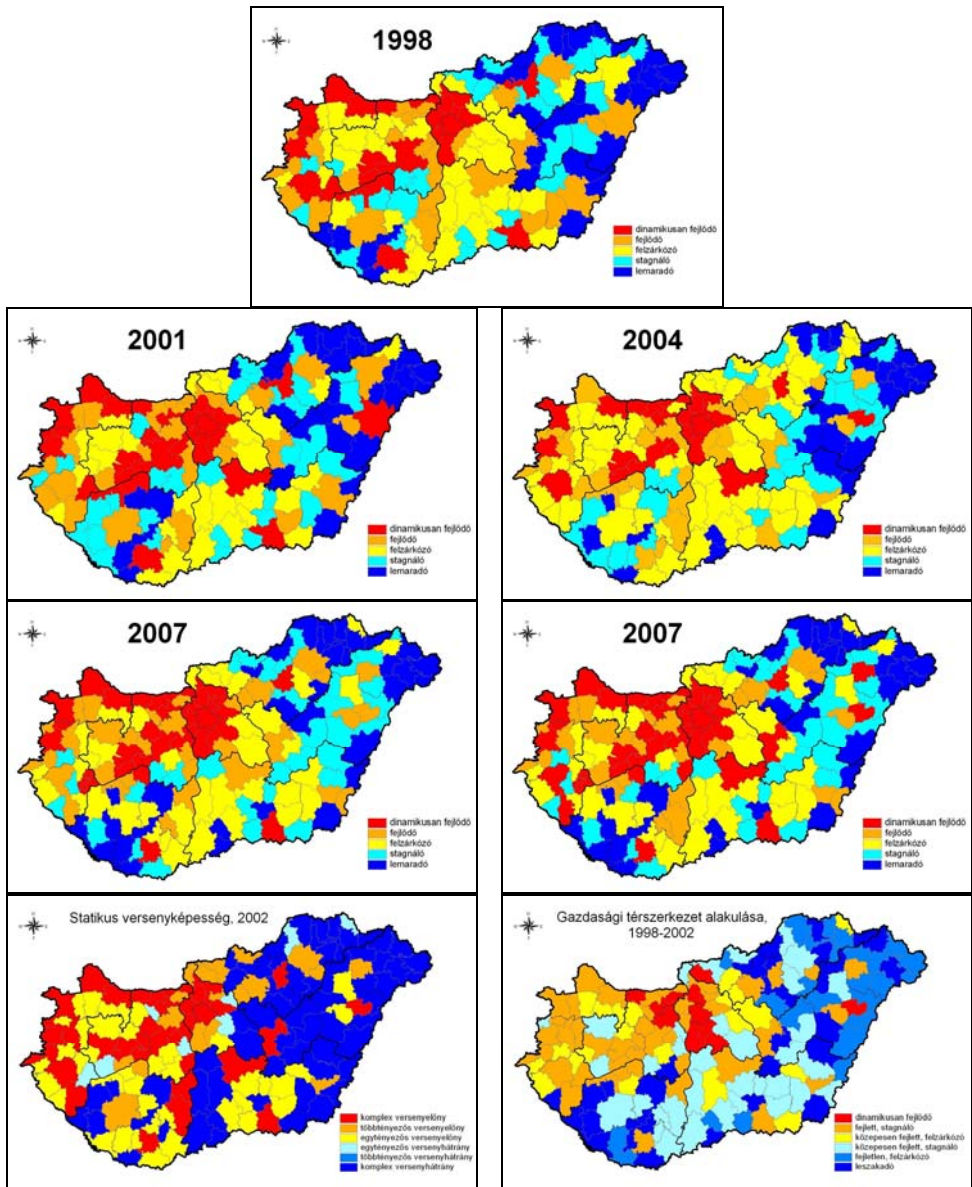 1998
dinamikusan fejlődő
fejlődő
felzárkózó
stagnáló
lemaradó
2001
dinamikusan fejlődő
fejlődő
felzárkózó
stagnáló
lemaradó
2004
dinamikusan fejlődő
fejlődő
felzárkózó
stagnáló
lemaradó
2007
dinamikusan fejlődő
fejlődő
felzárkózó
stagnáló
lemaradó
2007
dinamikusan fejlődő
fejlődő
felzárkózó
stagnáló
lemaradó
Statikus versenyképesség, 2002
komplex versenyelőny
többtényezős versenyelőny
egytényezős versenyelőny
egytényezős versenyhátrány
többtényezős versenyhátrány
komplex versenyhátrány
Gazdasági térszerkezet alakulása,
1998-2002
dinamikusan fejlődő
fejlett, stagnáló
közepesen fejlett, felzárkózó
közepesen fejlett, stagnáló
fejletlen, felzárkózó
leszakadó